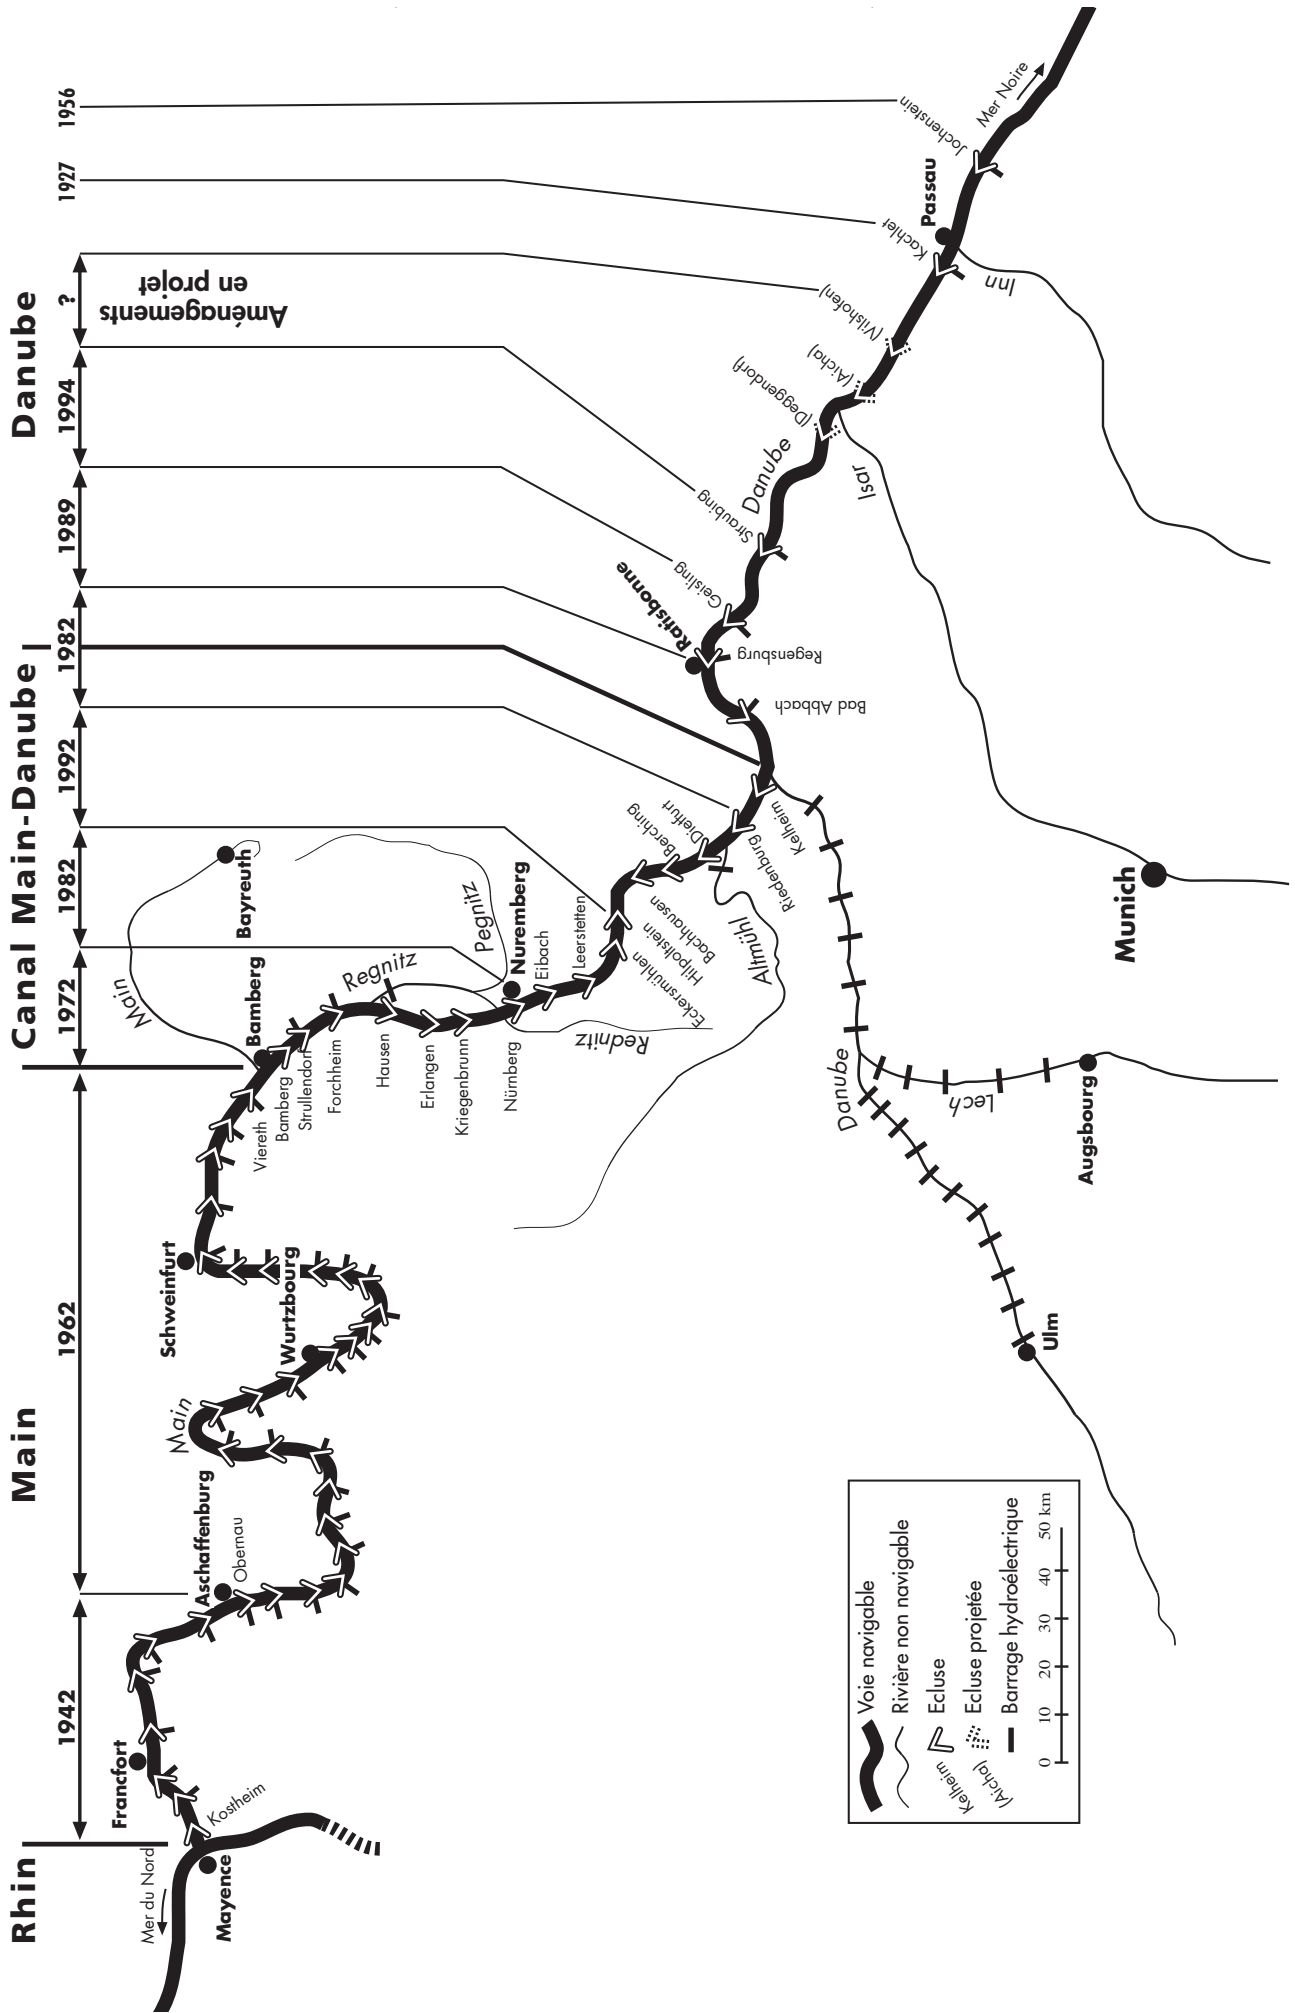 Rhin
Main
Canal Main-Danube
Danube
1942
1962
1972
1982
1992
1982
1989
1994
?
1927
1956
Aménagements
en projet
Mer du Nord
Mayence
Kostheim
Francfort
Aschaffenburg
Obernau
Main
Wurtzbourg
Schweinfurt
Viereth
Bamberg
Bamberg
Strullendorf
Forchheim
Hausen
Erlangen
Kriegenbrunn
Nürnberg
Main
Bayreuth
Regnitz
Pegnitz
Rednitz
Nuremberg
Eibach
Leerstetten
Eckersmühlen
Hilpoltstein
Bachhausen
Berching
Dietfurt
Riedenburg
Kelheim
Altmühl
Bad Abbach
Regensburg
Ratisbonne
Geisling
Straubing
Danube
(Deggendorf)
(Aicha)
(Vilshofen)
Kachlet
Passau
Jochenstein
Mer Noire
Inn
Isar
Munich
Danube
Lech
Augsbourg
Ulm
Voie navigable
Rivière non navigable
Kelheim
Ecluse
(Aicha)
Ecluse projetée
Barrage hydroélectrique
0 10 20 30 40 50 km